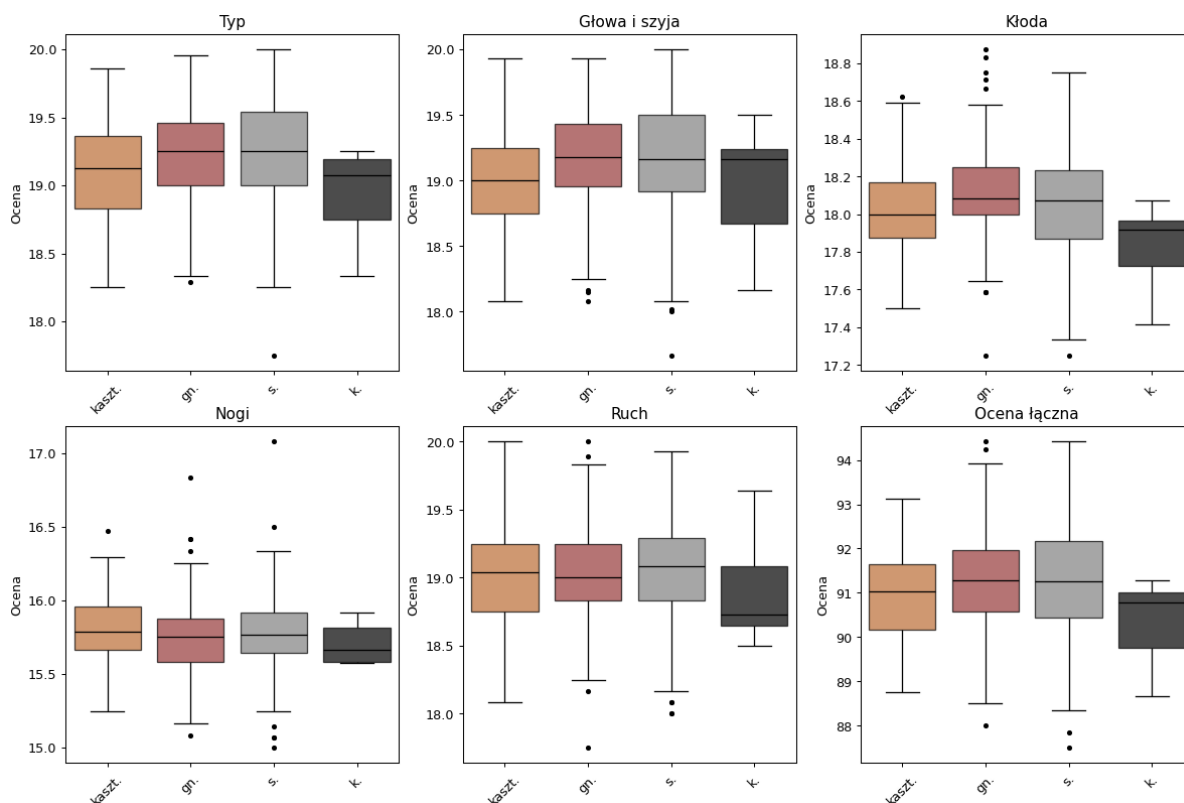 Typ
Ocena
20.0
19.5
19.0
18.5
18.0
kaszt.
gn.
s.
k.
Głowa i szyja
Ocena
20.0
19.5
19.0
18.5
18.0
kaszt.
gn.
s.
k.
Kłoda
Ocena
18.8
18.6
18.4
18.2
18.0
17.8
17.6
17.4
17.2
kaszt.
gn.
s.
k.
Nogi
Ocena
17.0
16.5
16.0
15.5
15.0
kaszt.
gn.
s.
k.
Ruch
Ocena
20.0
19.5
19.0
18.5
18.0
kaszt.
gn.
s.
k.
Ocena łączna
Ocena
94
93
92
91
90
89
88
kaszt.
gn.
s.
k.